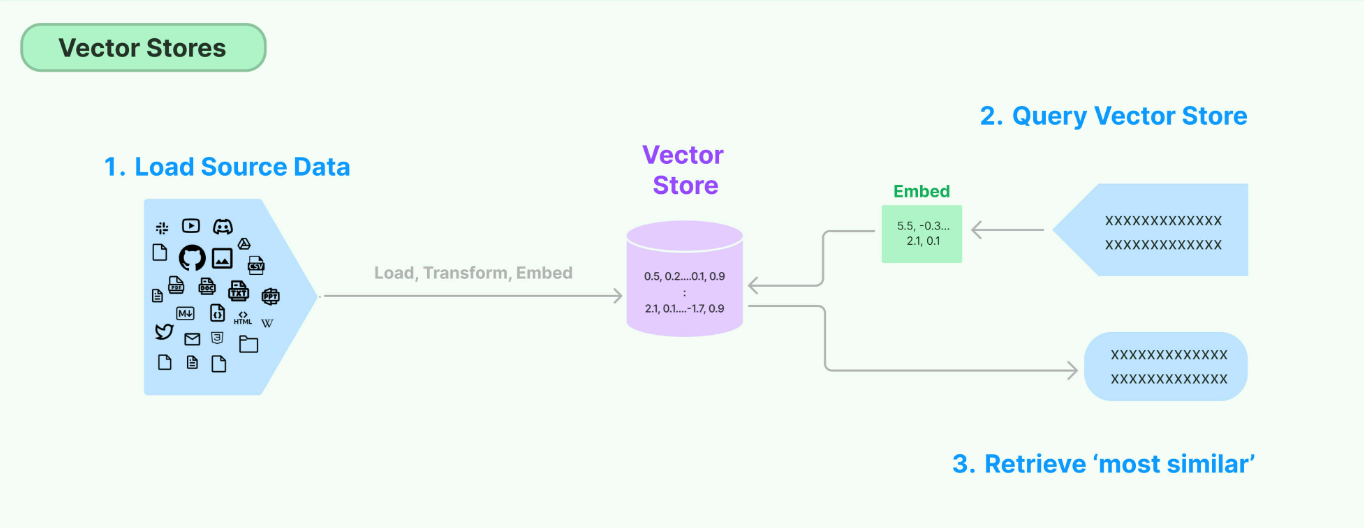 Vector Stores
1. Load Source Data
CSV
PDF
DOC
TXT
PPT
M
HTML
W
3
Load, Transform, Embed
Vector
Store
0.5, 0.2....0.1, 0.9
:
2.1, 0.1....-1.7, 0.9
2. Query Vector Store
Embed
5.5, -0.3...
2.1, 0.1
XXXXXXXXXXXXX
XXXXXXXXXXXXX
XXXXXXXXXXXXX
XXXXXXXXXXXXX
3. Retrieve ‘most similar’